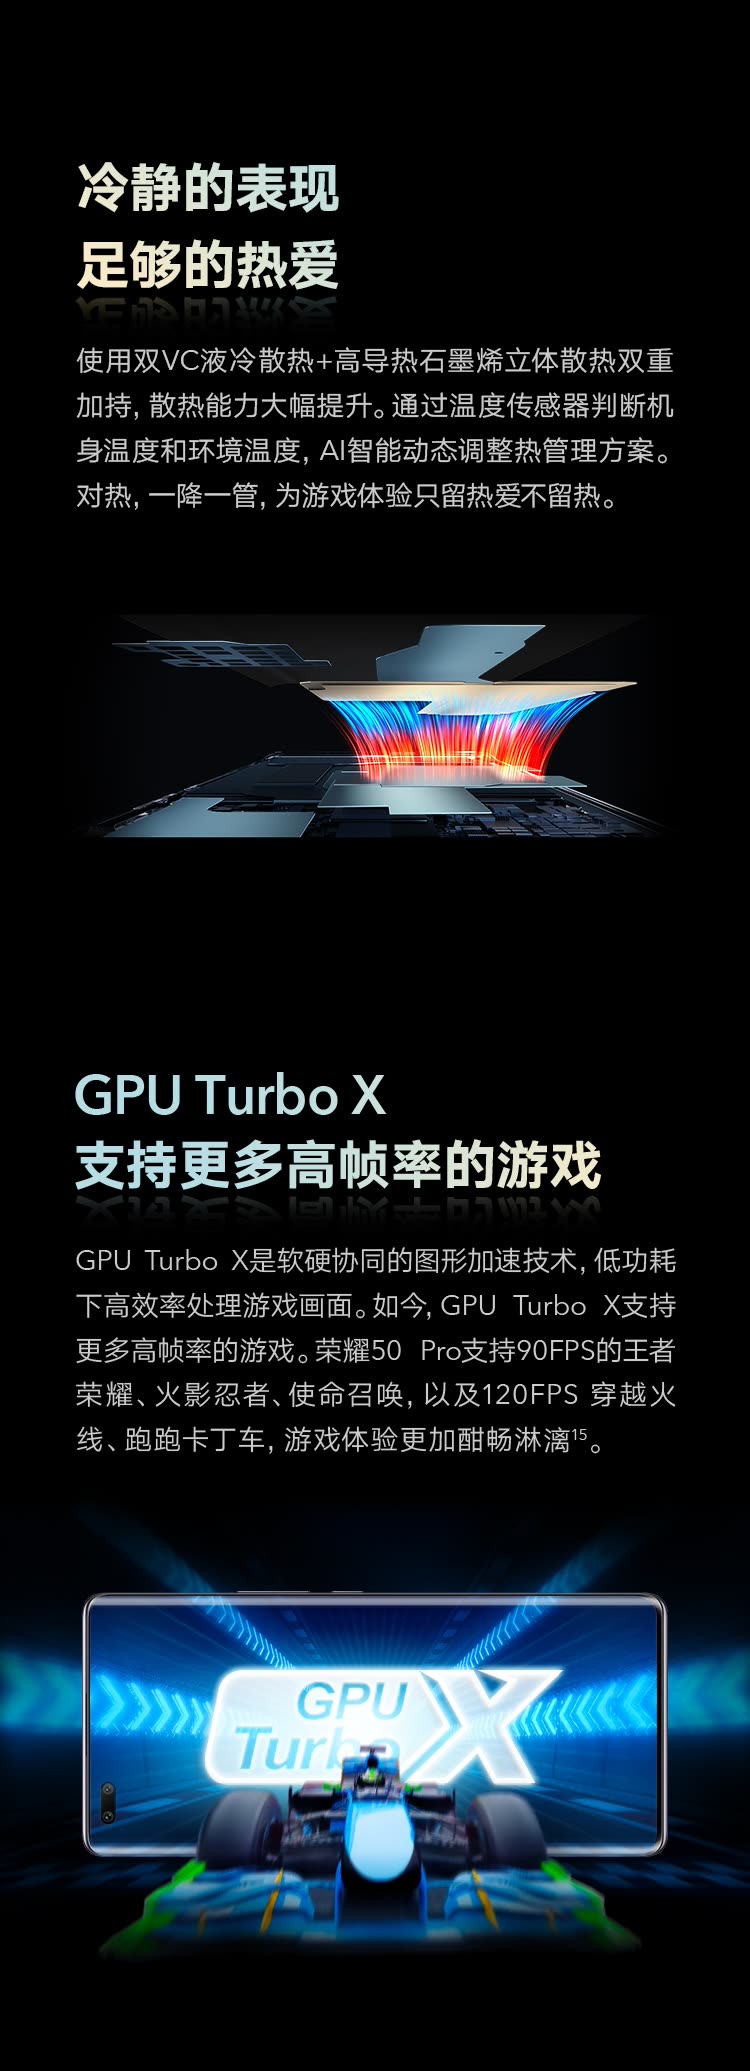 冷静的表现
足够的热爱
使用双VC液冷散热+高导热石墨烯立体散热双重
加持, 散热能力大幅提升。通过温度传感器判断机
身温度和环境温度, AI智能动态调整热管理方案。
对热, 一降一管, 为游戏体验只留热爱不留热。
GPU Turbo X
支持更多高帧率的游戏
GPU Turbo X是软硬协同的图形加速技术, 低功耗
下高效率处理游戏画面。如今, GPU Turbo X支持
更多高帧率的游戏。荣耀50 Pro支持90FPS的王者
荣耀、火影忍者、使命召唤, 以及120FPS 穿越火
线、跑跑卡丁车, 游戏体验更加酣畅淋漓15。
GPU
Turbo X